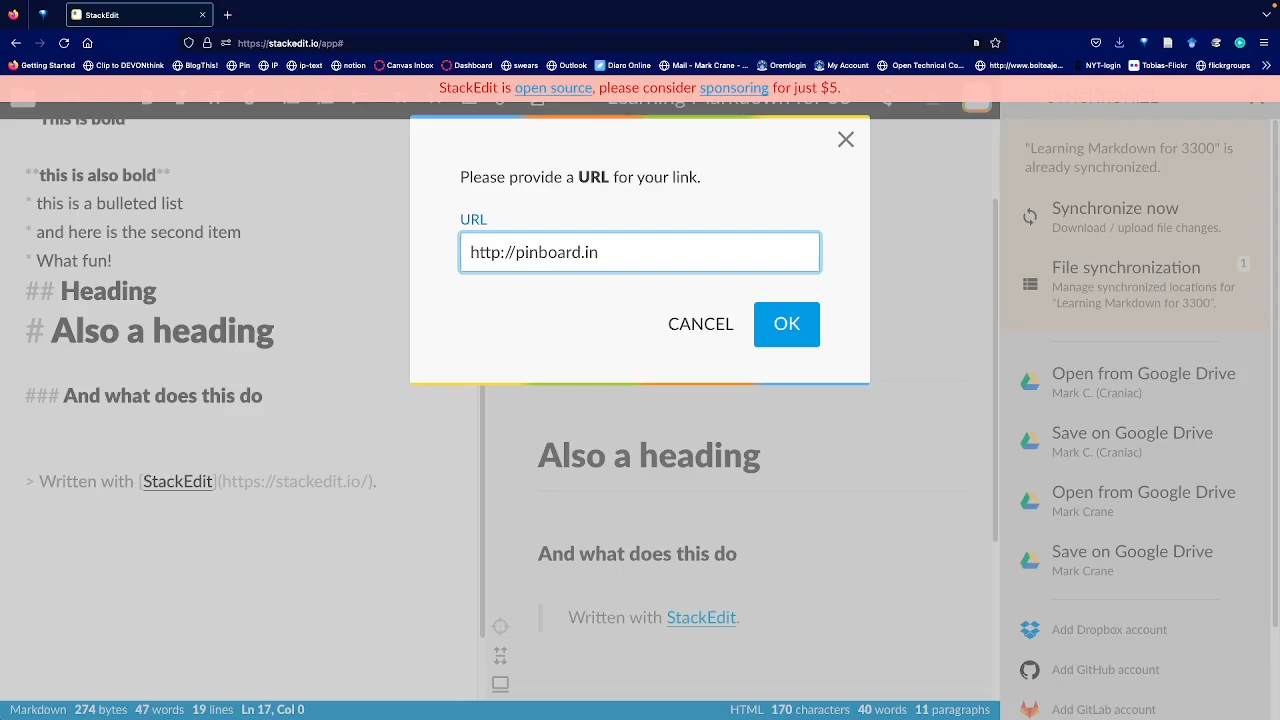 StackEdit
https://stackedit.io/app#
Getting Started
Clip to DEVONthink
BlogThis!
Pin
IP
ip-text
notion
Canvas Inbox
Dashboard
swears
Outlook
Diaro Online
Mail - Mark Crane - ...
Oremlogin
My Account
Open Technical Co...
http://www.boiteaje...
NYT-login
Tobias-Flickr
flickrgroups
StackEdit is open source, please consider sponsoring for just $5.
Learning Markdown for 33
SYNCHRONIZE
This is bold
**this is also bold**
* this is a bulleted list
* and here is the second item
* What fun!
## Heading
# Also a heading
### And what does this do
> Written with [StackEdit](https://stackedit.io/).
Please provide a URL for your link.
URL
http://pinboard.in
CANCEL
OK
Also a heading
And what does this do
Written with StackEdit.
"Learning Markdown for 3300" is
already synchronized.
Synchronize now
Download / upload file changes.
File synchronization
1
Manage synchronized locations for
"Learning Markdown for 3300".
Open from Google Drive
Mark C. (Craniac)
Save on Google Drive
Mark C. (Craniac)
Open from Google Drive
Mark Crane
Save on Google Drive
Mark Crane
Add Dropbox account
Add GitHub account
Add GitLab account
Markdown 274 bytes 47 words 19 lines Ln 17, Col 0
HTML 170 characters 40 words 11 paragraphs